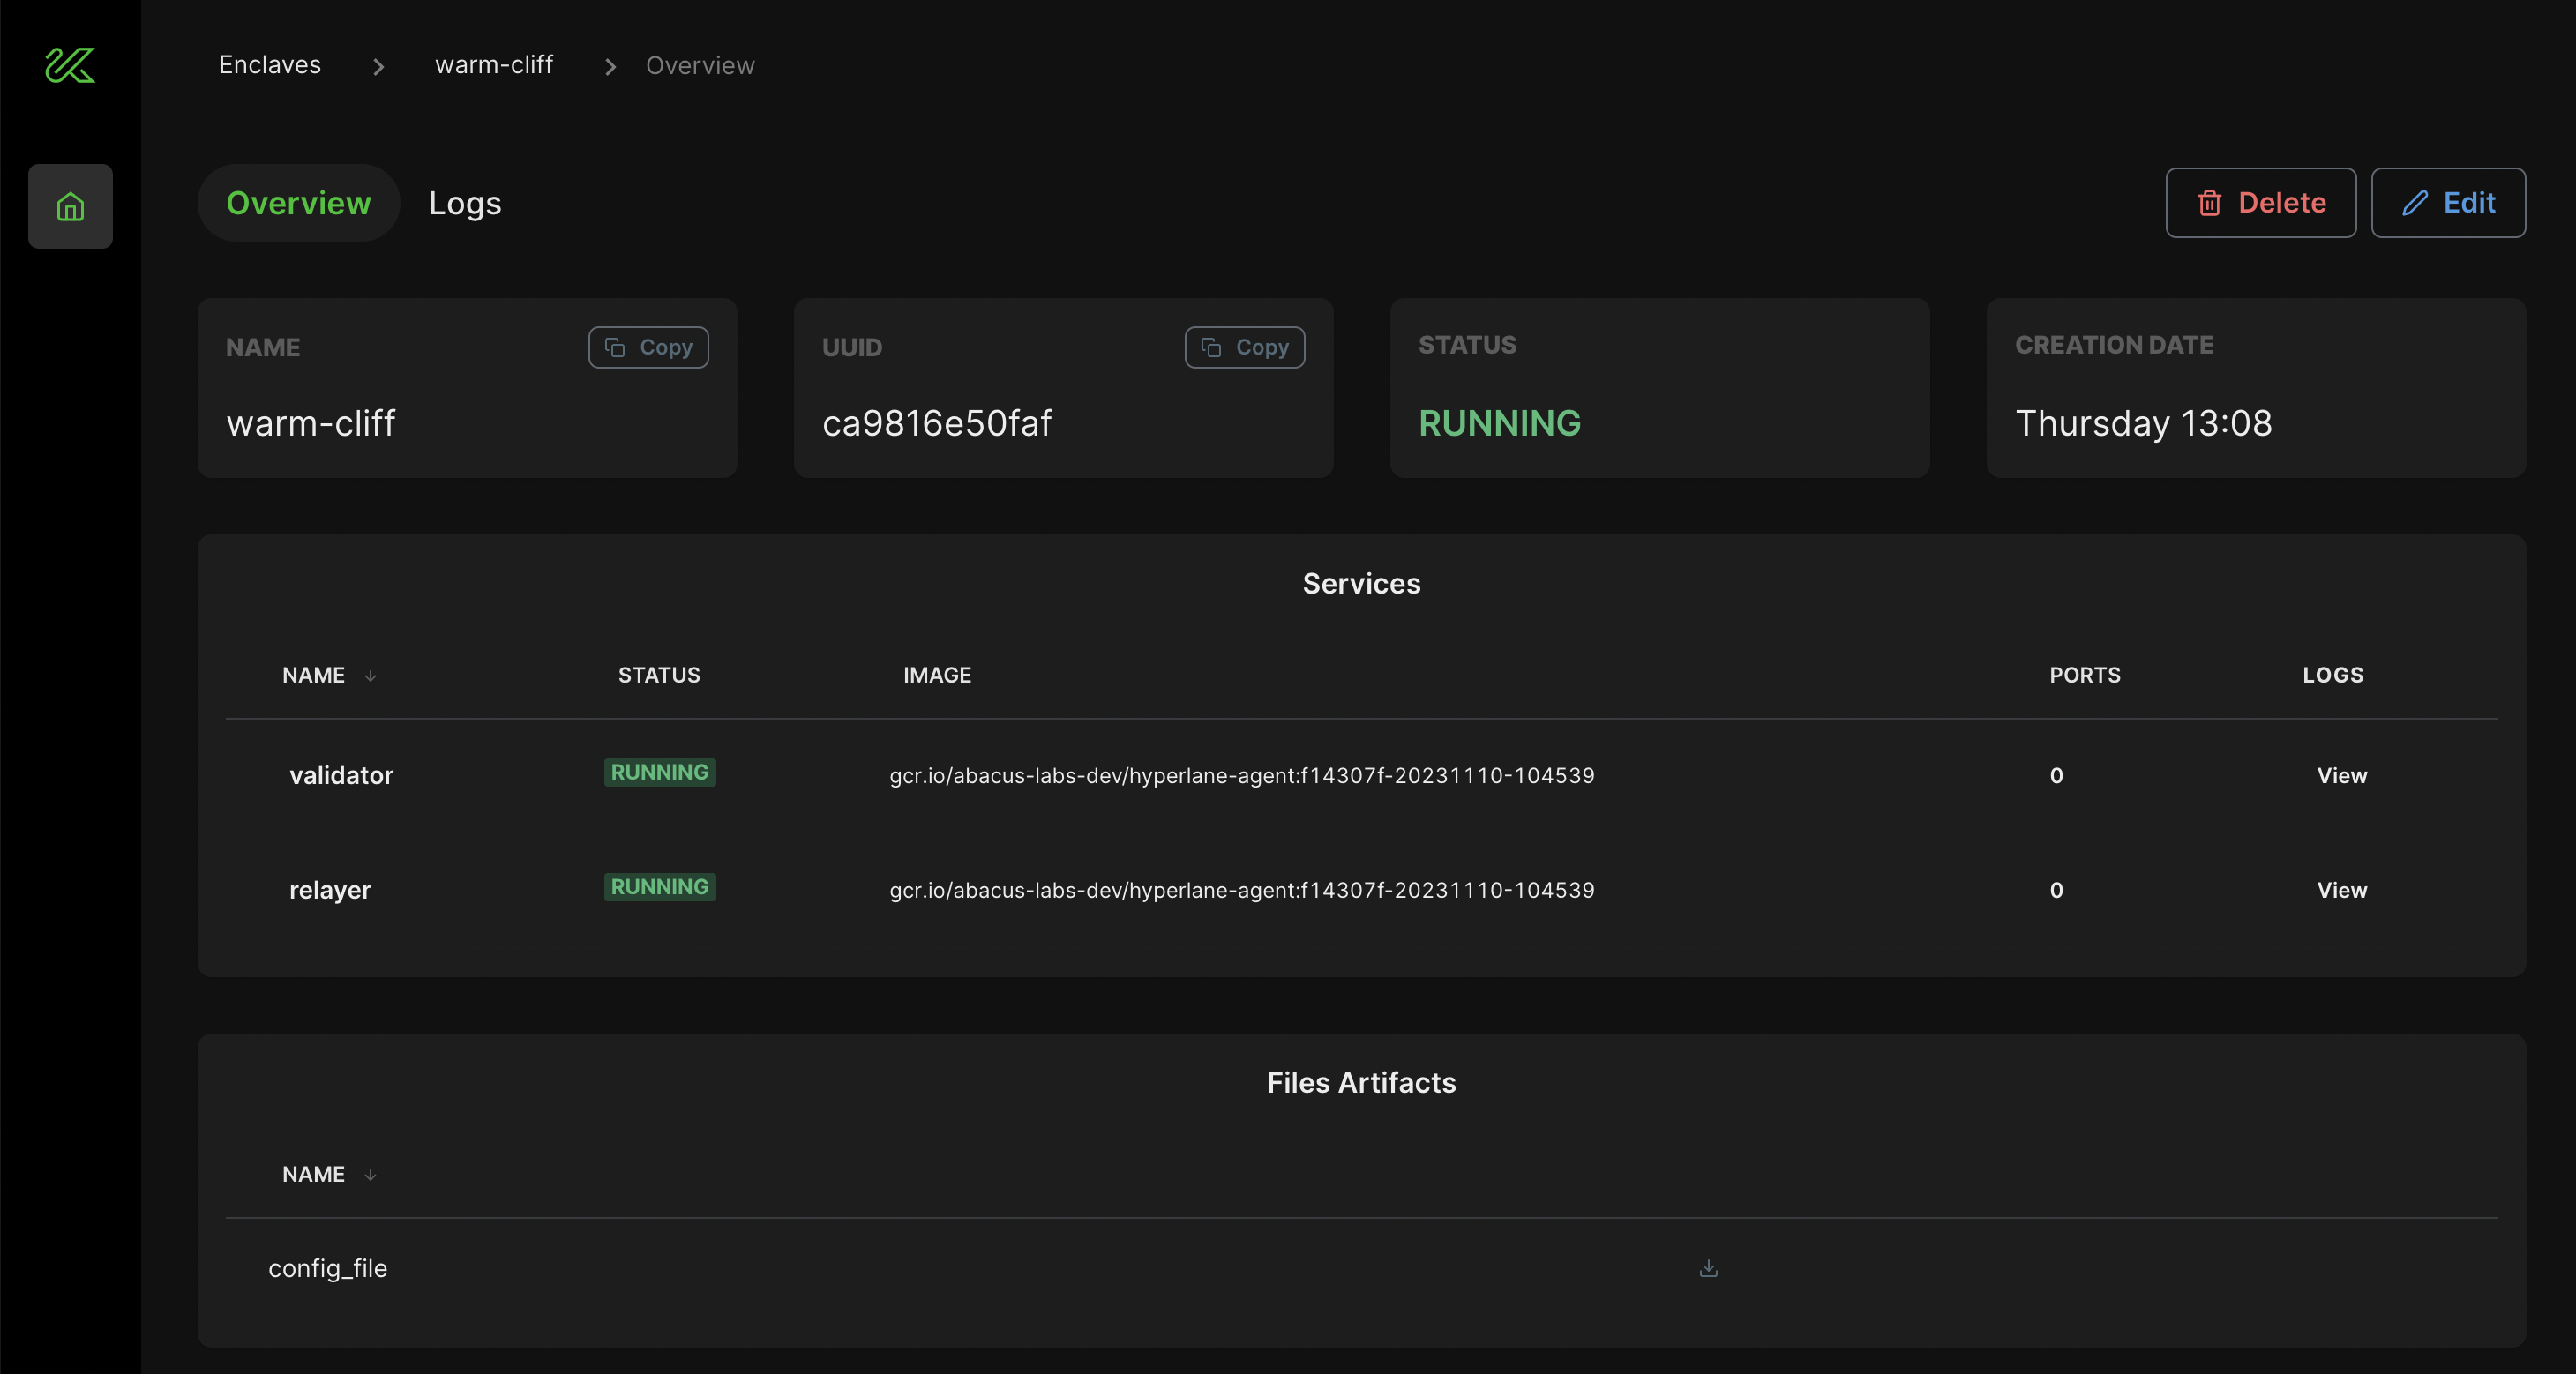 Enclaves > warm-cliff > Overview
Overview Logs Delete Edit
NAME Copy UUID Copy STATUS CREATION DATE
warm-cliff ca9816e50faf RUNNING Thursday 13:08
Services
NAME STATUS IMAGE PORTS LOGS
validator RUNNING gcr.io/abacus-labs-dev/hyperlane-agent:f14307f-20231110-104539 0 View
relayer RUNNING gcr.io/abacus-labs-dev/hyperlane-agent:f14307f-20231110-104539 0 View
Files Artifacts
NAME
config_file